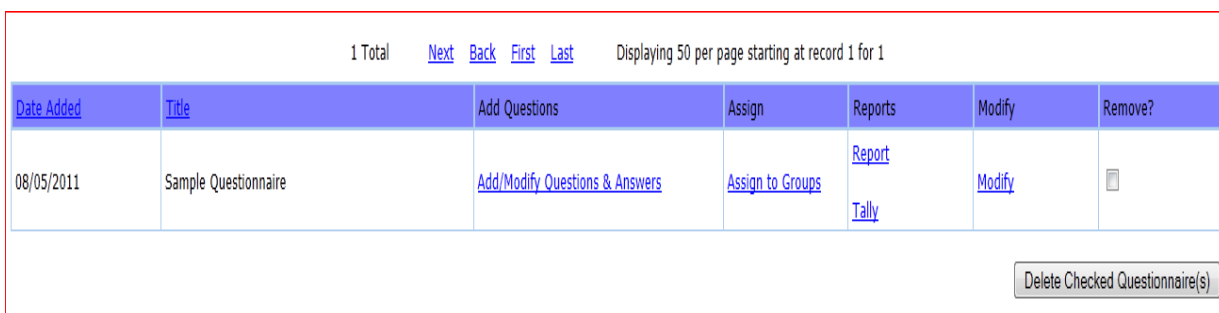 1 Total Next Back First Last Displaying 50 per page starting at record 1 for 1
Date Added Title Add Questions Assign Reports Modify Remove?
08/05/2011 Sample Questionnaire Add/Modify Questions & Answers Assign to Groups Report Modify
Tally
Delete Checked Questionnaire(s)